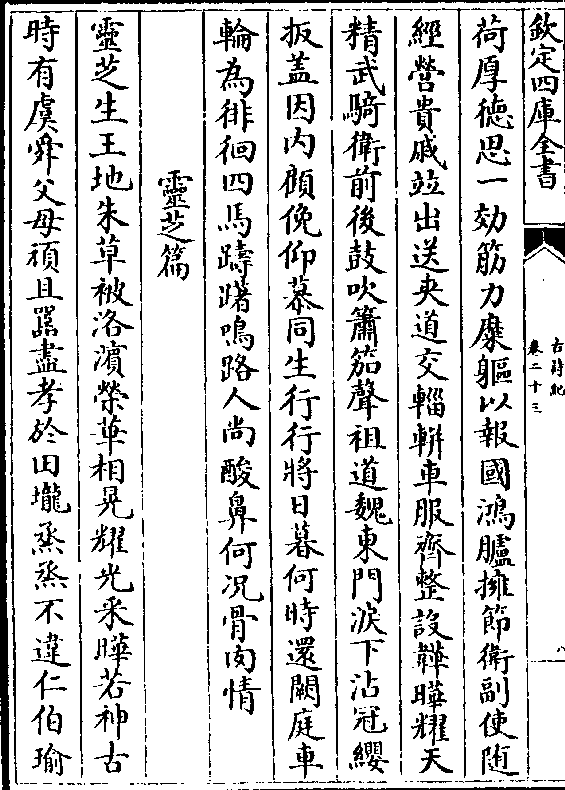 欽定四庫全書
古詩紀
卷二十三
八
荷厚德思一効筋力糜軀以報國鴻臚擁節衛副使隨
經營貴戚竝出送夾道交輜輧車服齊整設韡曄耀天
精武騎衛前後鼓吹簫笳聲祖道魏東門淚下沾冠纓
扳盖因内顧俛仰慕同生行行將日暮何時還闕庭車
輪為徘徊四馬躊躇鳴路人尚酸鼻何況骨肉情
靈芝篇
靈芝生王地朱草被洛濵榮華相晃耀光采曄若神古
時有虞舜父母頑且嚚盡孝於田壠烝烝不違仁伯瑜